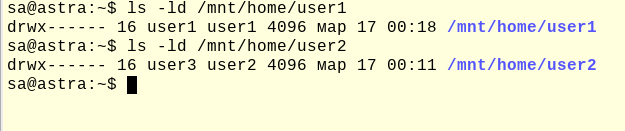 sa@astra:~$ ls -ld /mnt/home/user1
drwx------ 16 user1 user1 4096 мар 17 00:18 /mnt/home/user1
sa@astra:~$ ls -ld /mnt/home/user2
drwx------ 16 user3 user2 4096 мар 17 00:11 /mnt/home/user2
sa@astra:~$